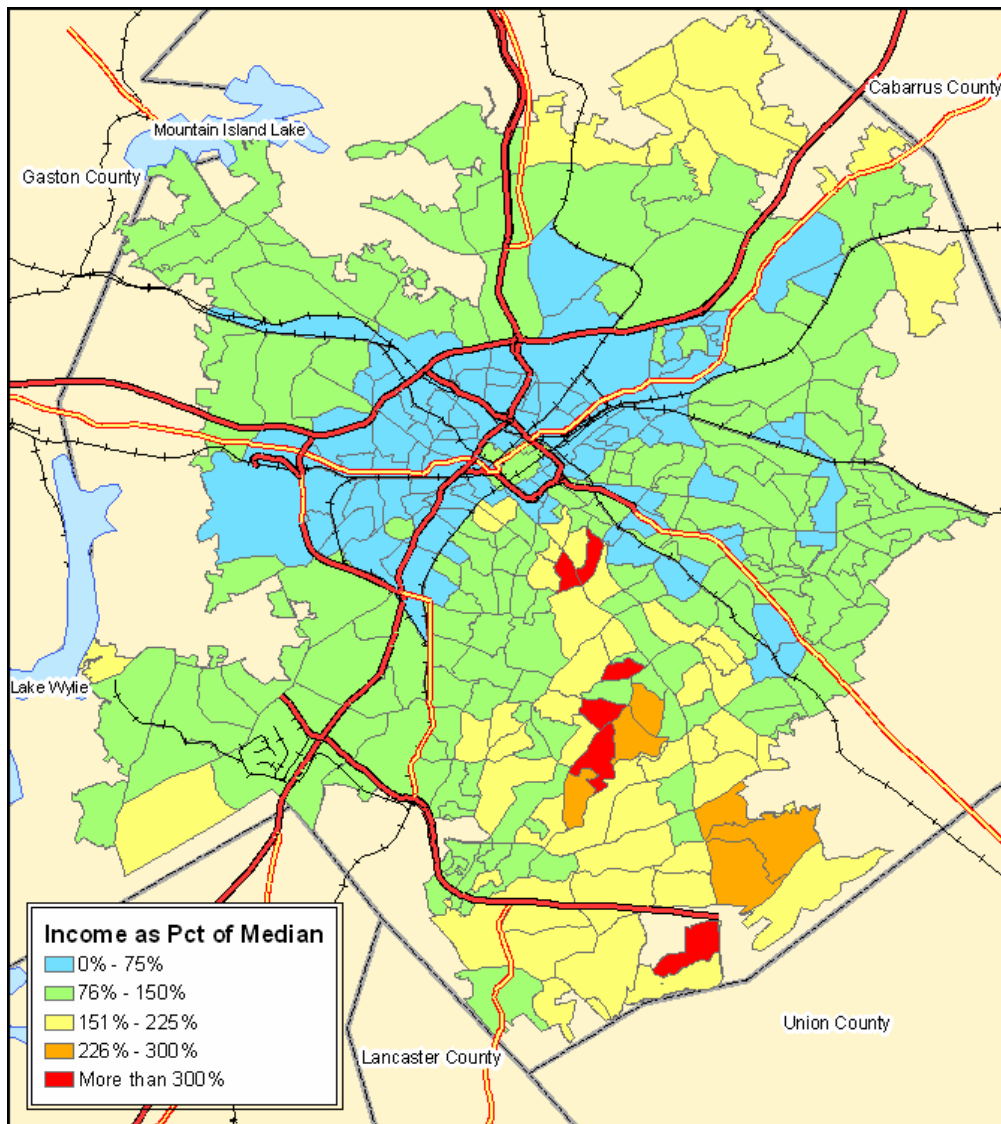 Cabarrus County
Mountain Island Lake
Gaston County
Lake Wylie
Income as Pct of Median
0% - 75%
76% - 150%
151% - 225%
226% - 300%
More than 300%
Union County
Lancaster County